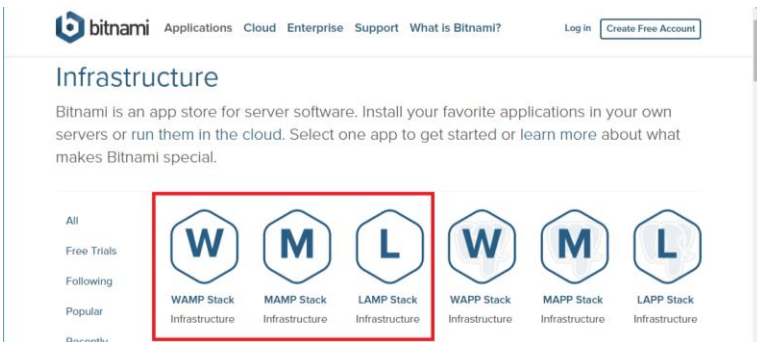 bitnami Applications Cloud Enterprise Support What is Bitnami? Log in Create Free Account
Infrastructure
Bitnami is an app store for server software. Install your favorite applications in your own
servers or run them in the cloud. Select one app to get started or learn more about what
makes Bitnami special.
All
Free Trials
Following
Popular
Recently
W M L W M L
WAMP Stack MAMP Stack LAMP Stack WAPP Stack MAPP Stack LAPP Stack
Infrastructure Infrastructure Infrastructure Infrastructure Infrastructure Infrastructure